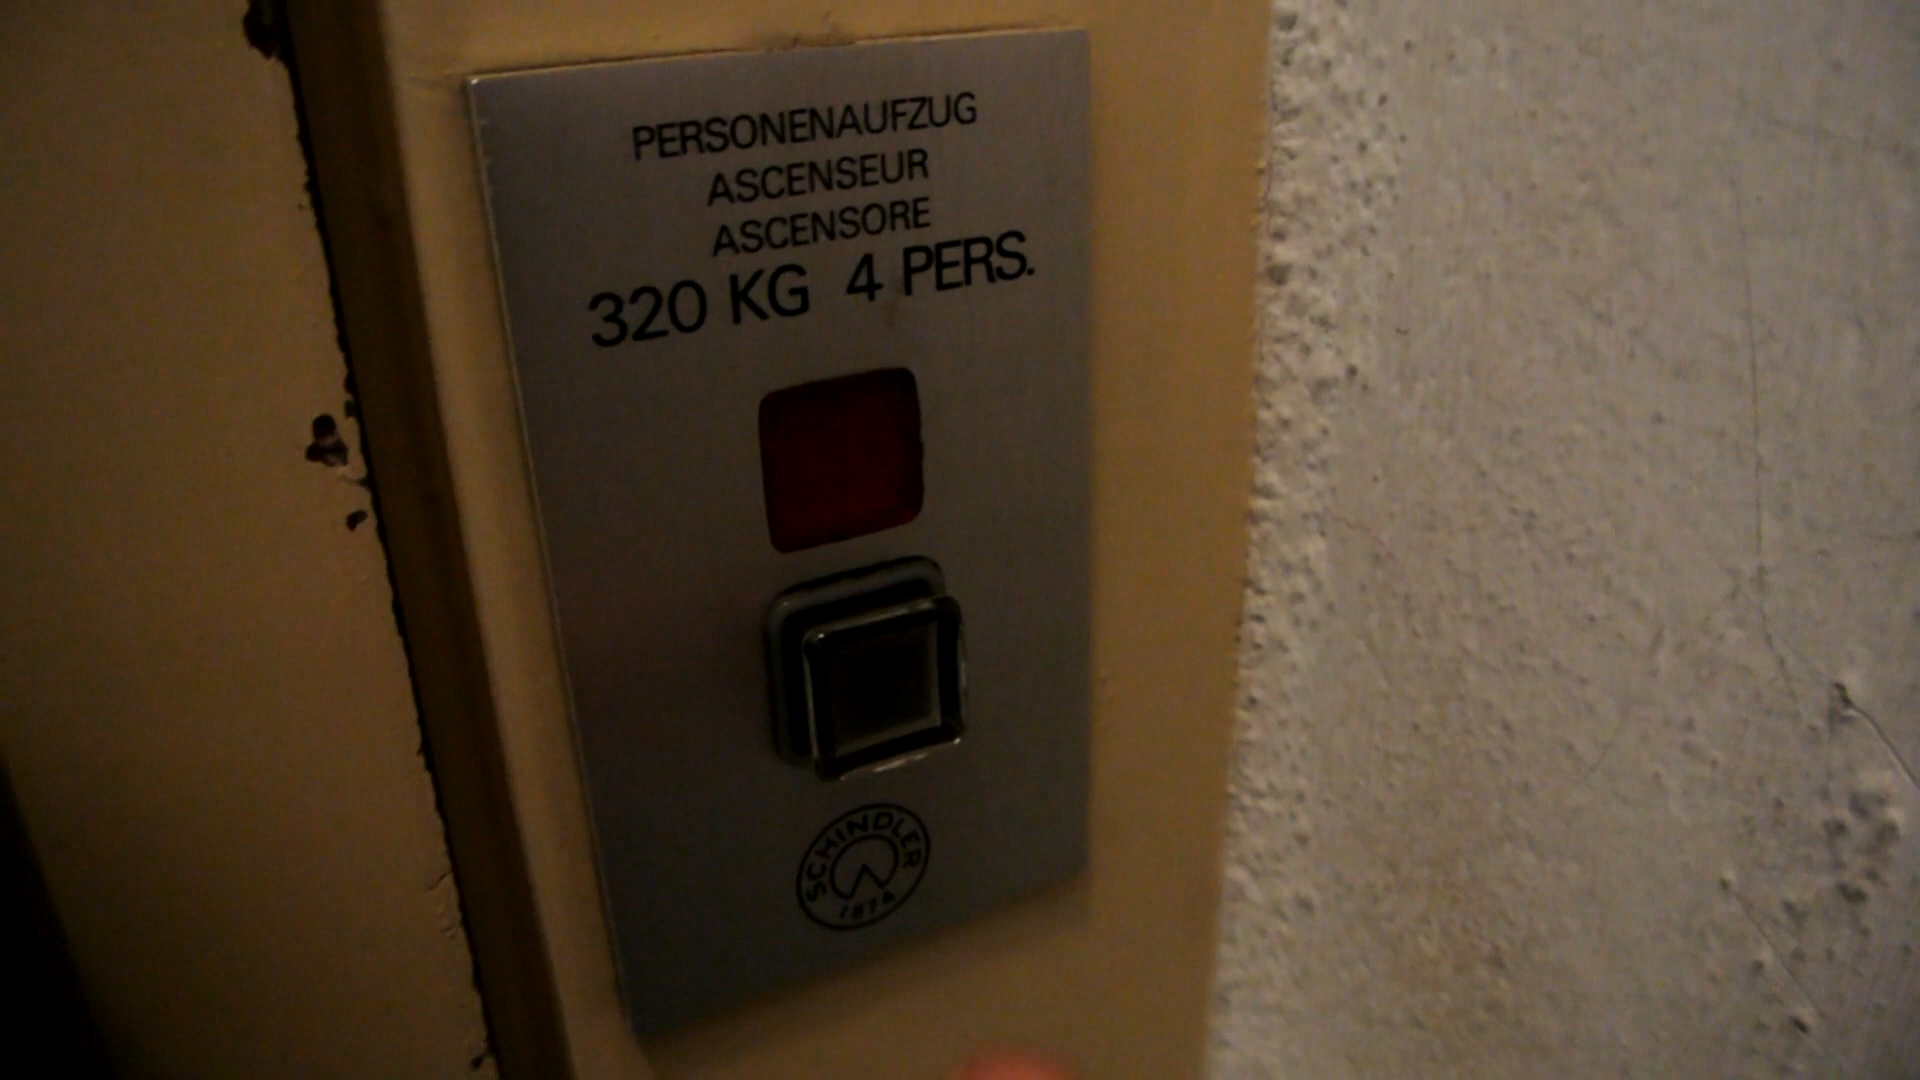 PERSONENAUFZUG
ASCENSEUR
ASCENSORE
320 KG 4 PERS.
SCHINDLER
1874